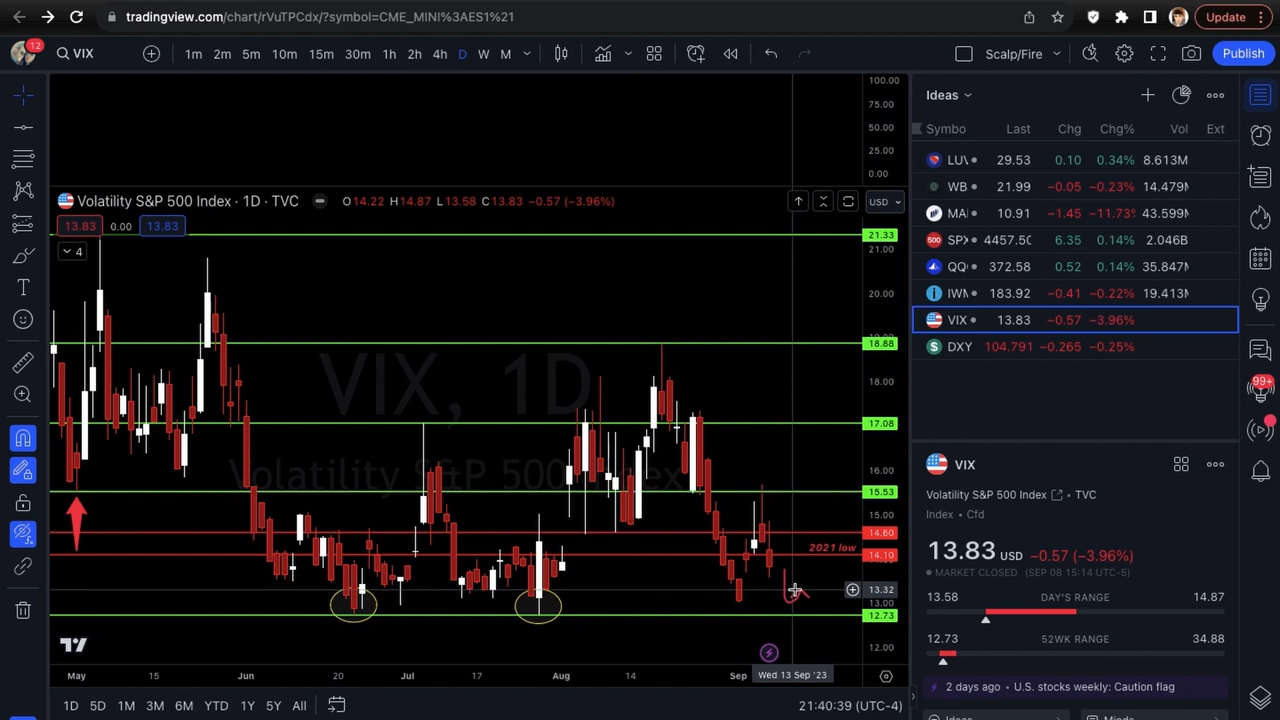 tradingview.com/chart/rVuTPCdx/?symbol=CME_MINI%3AES1%21
Update
12
VIX
1m 2m 5m 10m 15m 30m 1h 2h 4h D W M
Scalp/Fire
Publish
100.00
75.00
50.00
25.00
0.00
Volatility S&P 500 Index · 1D · TVC
O14.22 H14.87 L13.58 C13.83 −0.57 (−3.96%)
USD
13.83 0.00 13.83
4
21.33
21.00
20.00
18.88
18.00
17.08
16.00
15.53
15.00
14.60
2021 low
14.10
13.32
13.00
12.73
12.00
VIX, 1D
Volatility S&P 500 Index
May 15 Jun 20 Jul 17 Aug 14 Sep Wed 13 Sep '23
1D 5D 1M 3M 6M YTD 1Y 5Y All
21:40:39 (UTC-4)
Ideas
Symbo Last Chg Chg% Vol Ext
LUV 29.53 0.10 0.34% 8.613M
WB 21.99 −0.05 −0.23% 14.479M
MA 10.91 −1.45 −11.73% 43.599M
SPX 4457.50 6.35 0.14% 2.046B
QQ 372.58 0.52 0.14% 35.847M
IWM 183.92 −0.41 −0.22% 19.413M
VIX 13.83 −0.57 −3.96%
DXY 104.791 −0.265 −0.25%
VIX
Volatility S&P 500 Index • TVC
Index • Cfd
13.83 USD −0.57 (−3.96%)
MARKET CLOSED (SEP 08 15:14 UTC-5)
13.58 DAY'S RANGE 14.87
12.73 52WK RANGE 34.88
2 days ago • U.S. stocks weekly: Caution flag
99+